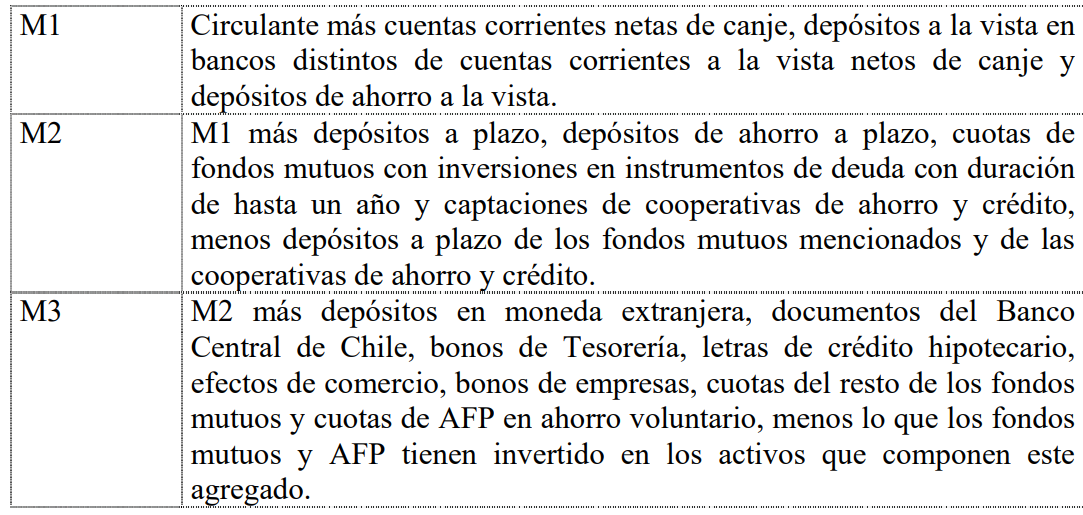 M1 Circulante más cuentas corrientes netas de canje, depósitos a la vista en
bancos distintos de cuentas corrientes a la vista netos de canje y
depósitos de ahorro a la vista.
M2 M1 más depósitos a plazo, depósitos de ahorro a plazo, cuotas de
fondos mutuos con inversiones en instrumentos de deuda con duración
de hasta un año y captaciones de cooperativas de ahorro y crédito,
menos depósitos a plazo de los fondos mutuos mencionados y de las
cooperativas de ahorro y crédito.
M3 M2 más depósitos en moneda extranjera, documentos del Banco
Central de Chile, bonos de Tesorería, letras de crédito hipotecario,
efectos de comercio, bonos de empresas, cuotas del resto de los fondos
mutuos y cuotas de AFP en ahorro voluntario, menos lo que los fondos
mutuos y AFP tienen invertido en los activos que componen este
agregado.